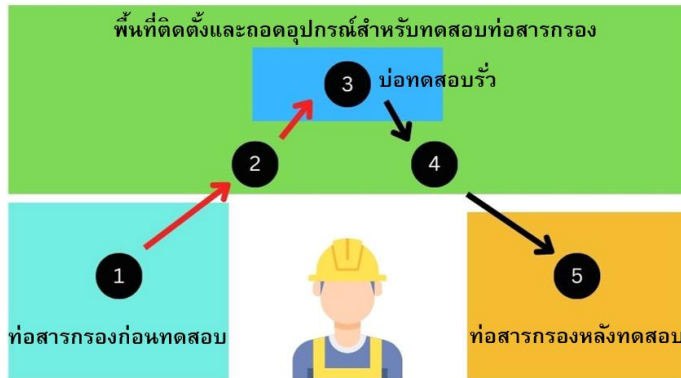 พื้นที่ติดตั้งและถอดอุปกรณ์สำหรับทดสอบท่อสารกรอง
3
บ่อทดสอบรั่ว
2
4
1
5
ท่อสารกรองก่อนทดสอบ
ท่อสารกรองหลังทดสอบ